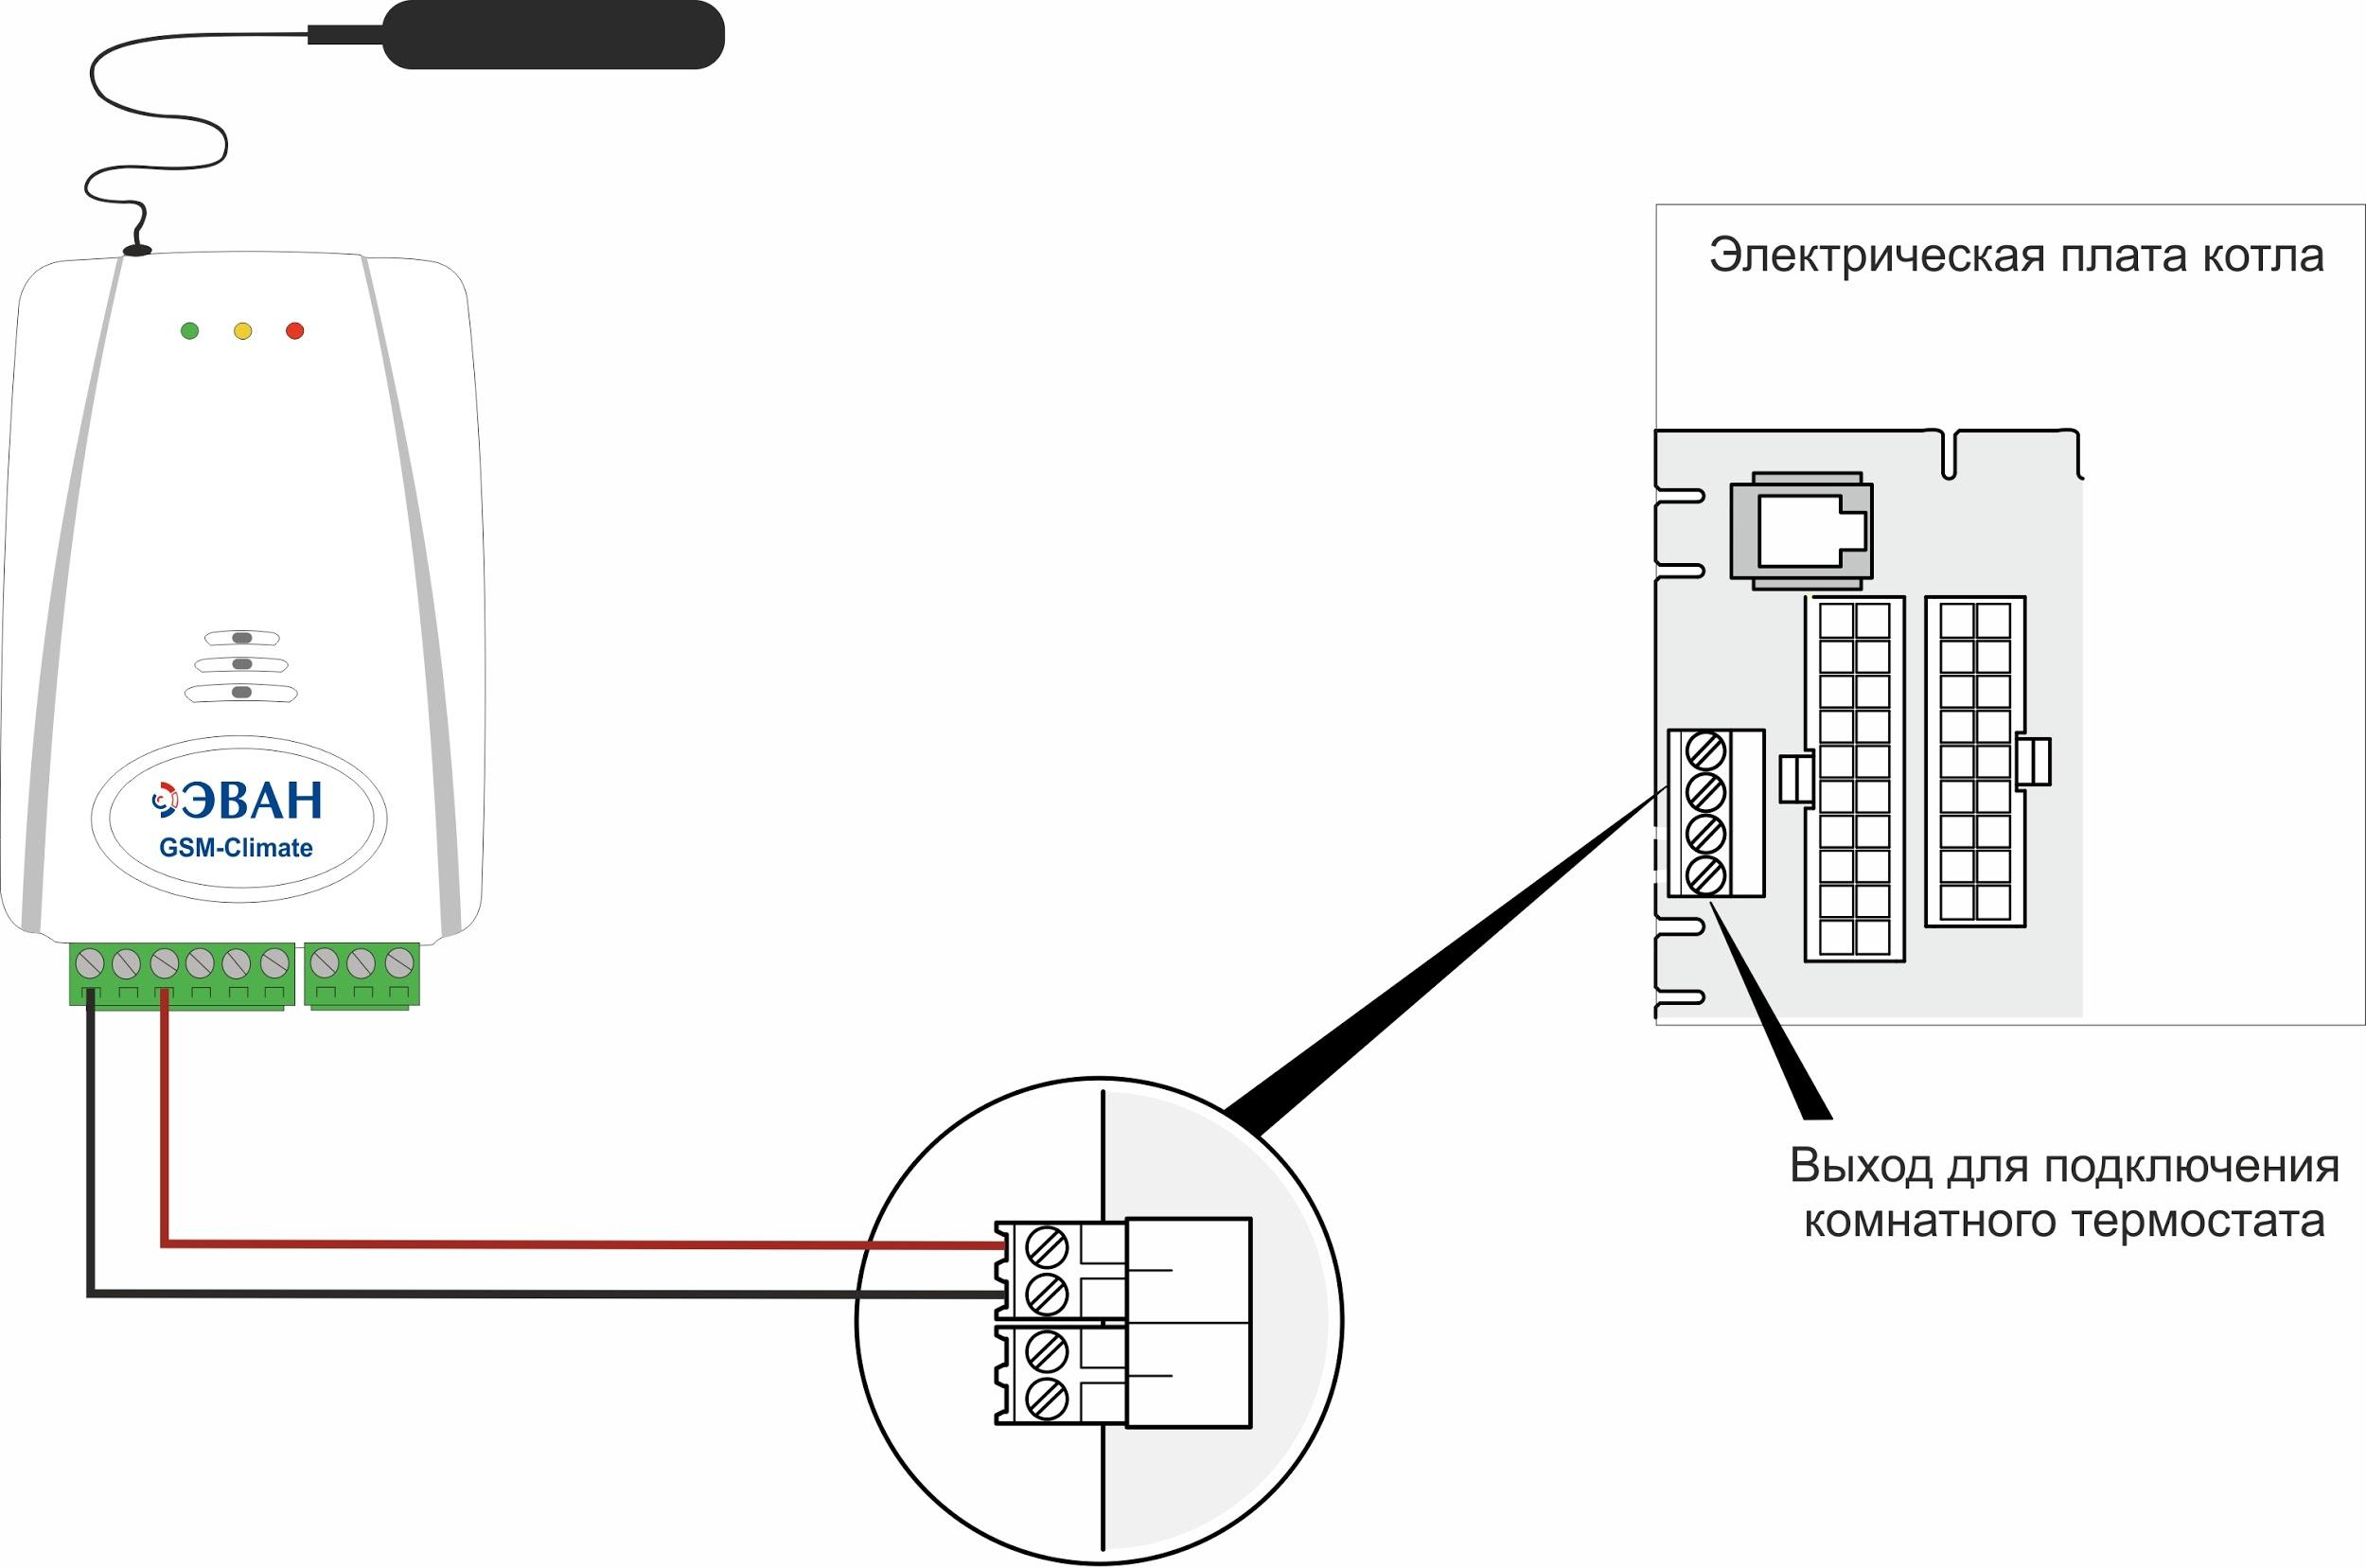 Электрическая плата котла
ЭВАН
GSM-Climate
Выход для подключения
комнатного термостата